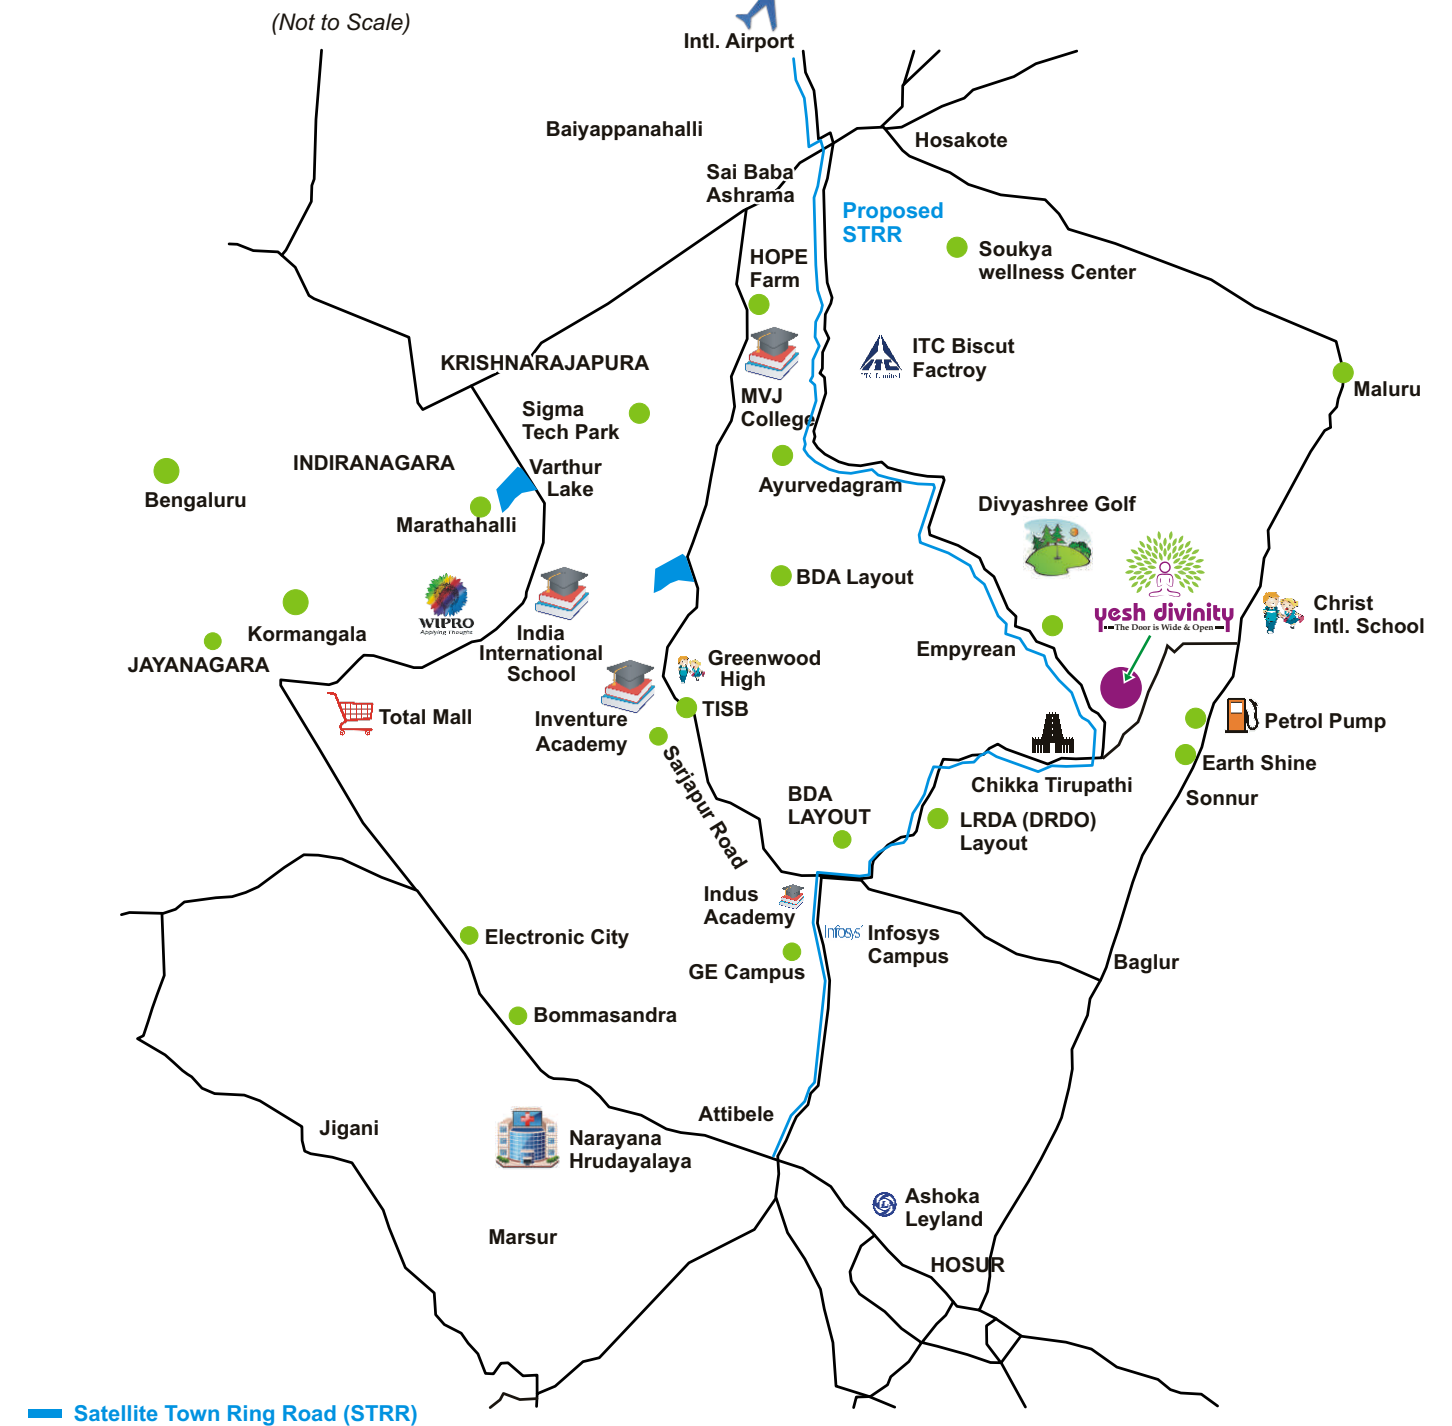 (Not to Scale)
Intl. Airport
Baiyappanahalli
Hosakote
Sai Baba
Ashrama
Proposed
STRR
HOPE
Farm
Soukya
wellness Center
ITC Biscut
Factroy
ITC Limited
KRISHNARAJAPURA
Maluru
MVJ
College
Sigma
Tech Park
INDIRANAGARA
Varthur
Lake
Bengaluru
Marathahalli
Ayurvedagram
Divyashree Golf
BDA Layout
yesh divinity
The Door is Wide & Open
Christ
Intl. School
WIPRO
Applying Thought
Kormangala
JAYANAGARA
India
International
School
Greenwood
High
Empyrean
Total Mall
Inventure
Academy
TISB
Petrol Pump
Sarjapur Road
Earth Shine
Chikka Tirupathi
Sonnur
BDA
LAYOUT
LRDA (DRDO)
Layout
Indus
Academy
Infosys
Infosys
Campus
Electronic City
GE Campus
Baglur
Bommasandra
Attibele
Jigani
Narayana
Hrudayalaya
Ashoka
Leyland
Marsur
HOSUR
Satellite Town Ring Road (STRR)